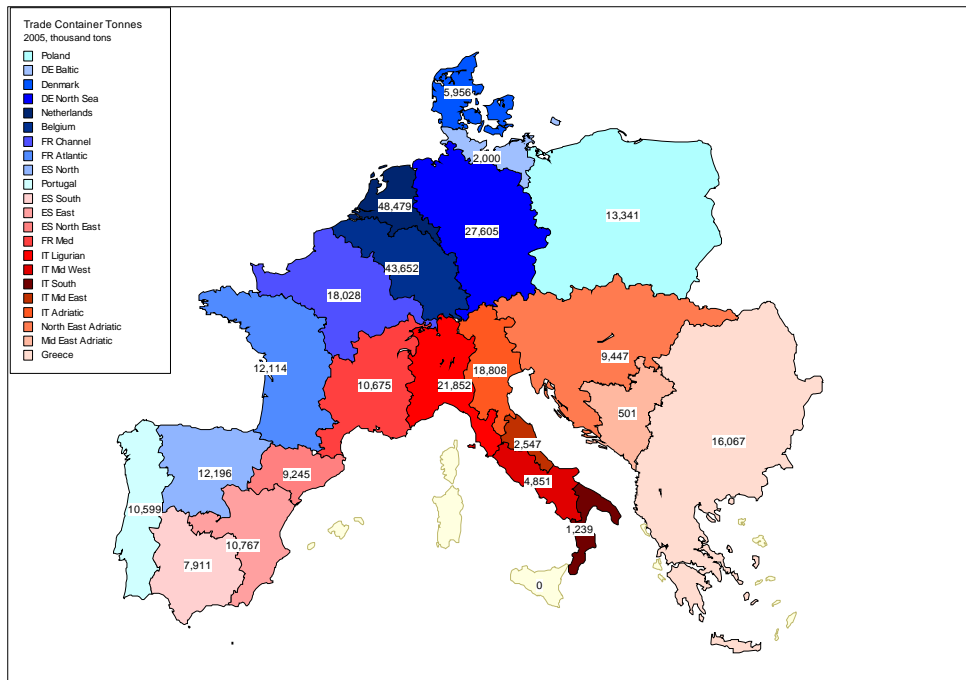 Trade Container Tonnes
2005, thousand tons
Poland
DE Baltic
Denmark
DE North Sea
Netherlands
Belgium
FR Channel
FR Atlantic
ES North
Portugal
ES South
ES East
ES North East
FR Med
IT Ligurian
IT Mid West
IT South
IT Mid East
IT Adriatic
North East Adriatic
Mid East Adriatic
Greece
5,956
2,000
48,479
13,341
27,605
43,652
18,028
9,447
12,114
18,808
10,675
21,852
501
16,067
2,547
12,196
9,245
4,851
10,599
1,239
10,767
7,911
0